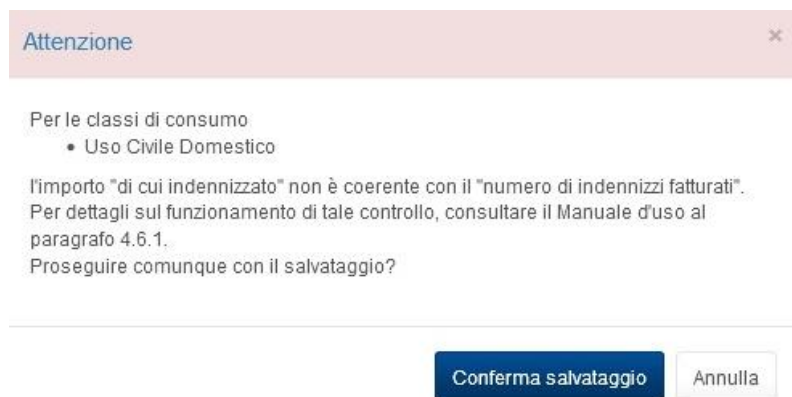 Attenzione ×
Per le classi di consumo
• Uso Civile Domestico
l'importo "di cui indennizzato" non è coerente con il "numero di indennizzi fatturati".
Per dettagli sul funzionamento di tale controllo, consultare il Manuale d'uso al
paragrafo 4.6.1.
Proseguire comunque con il salvataggio?
Conferma salvataggio Annulla